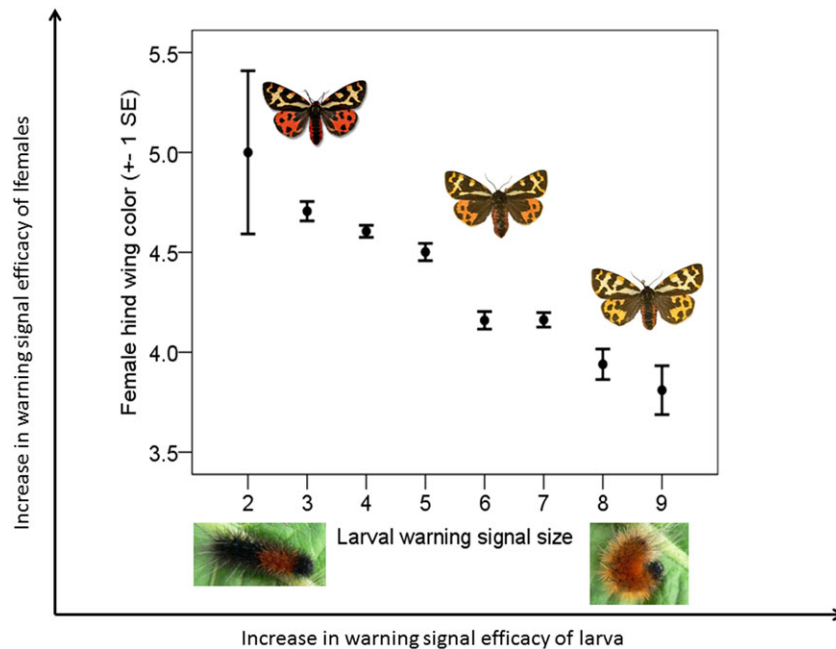 Increase in warning signal efficacy of lfemales
Female hind wing color (+- 1 SE)
5.5
5.0
4.5
4.0
3.5
2 3 4 5 6 7 8 9
Larval warning signal size
Increase in warning signal efficacy of larva